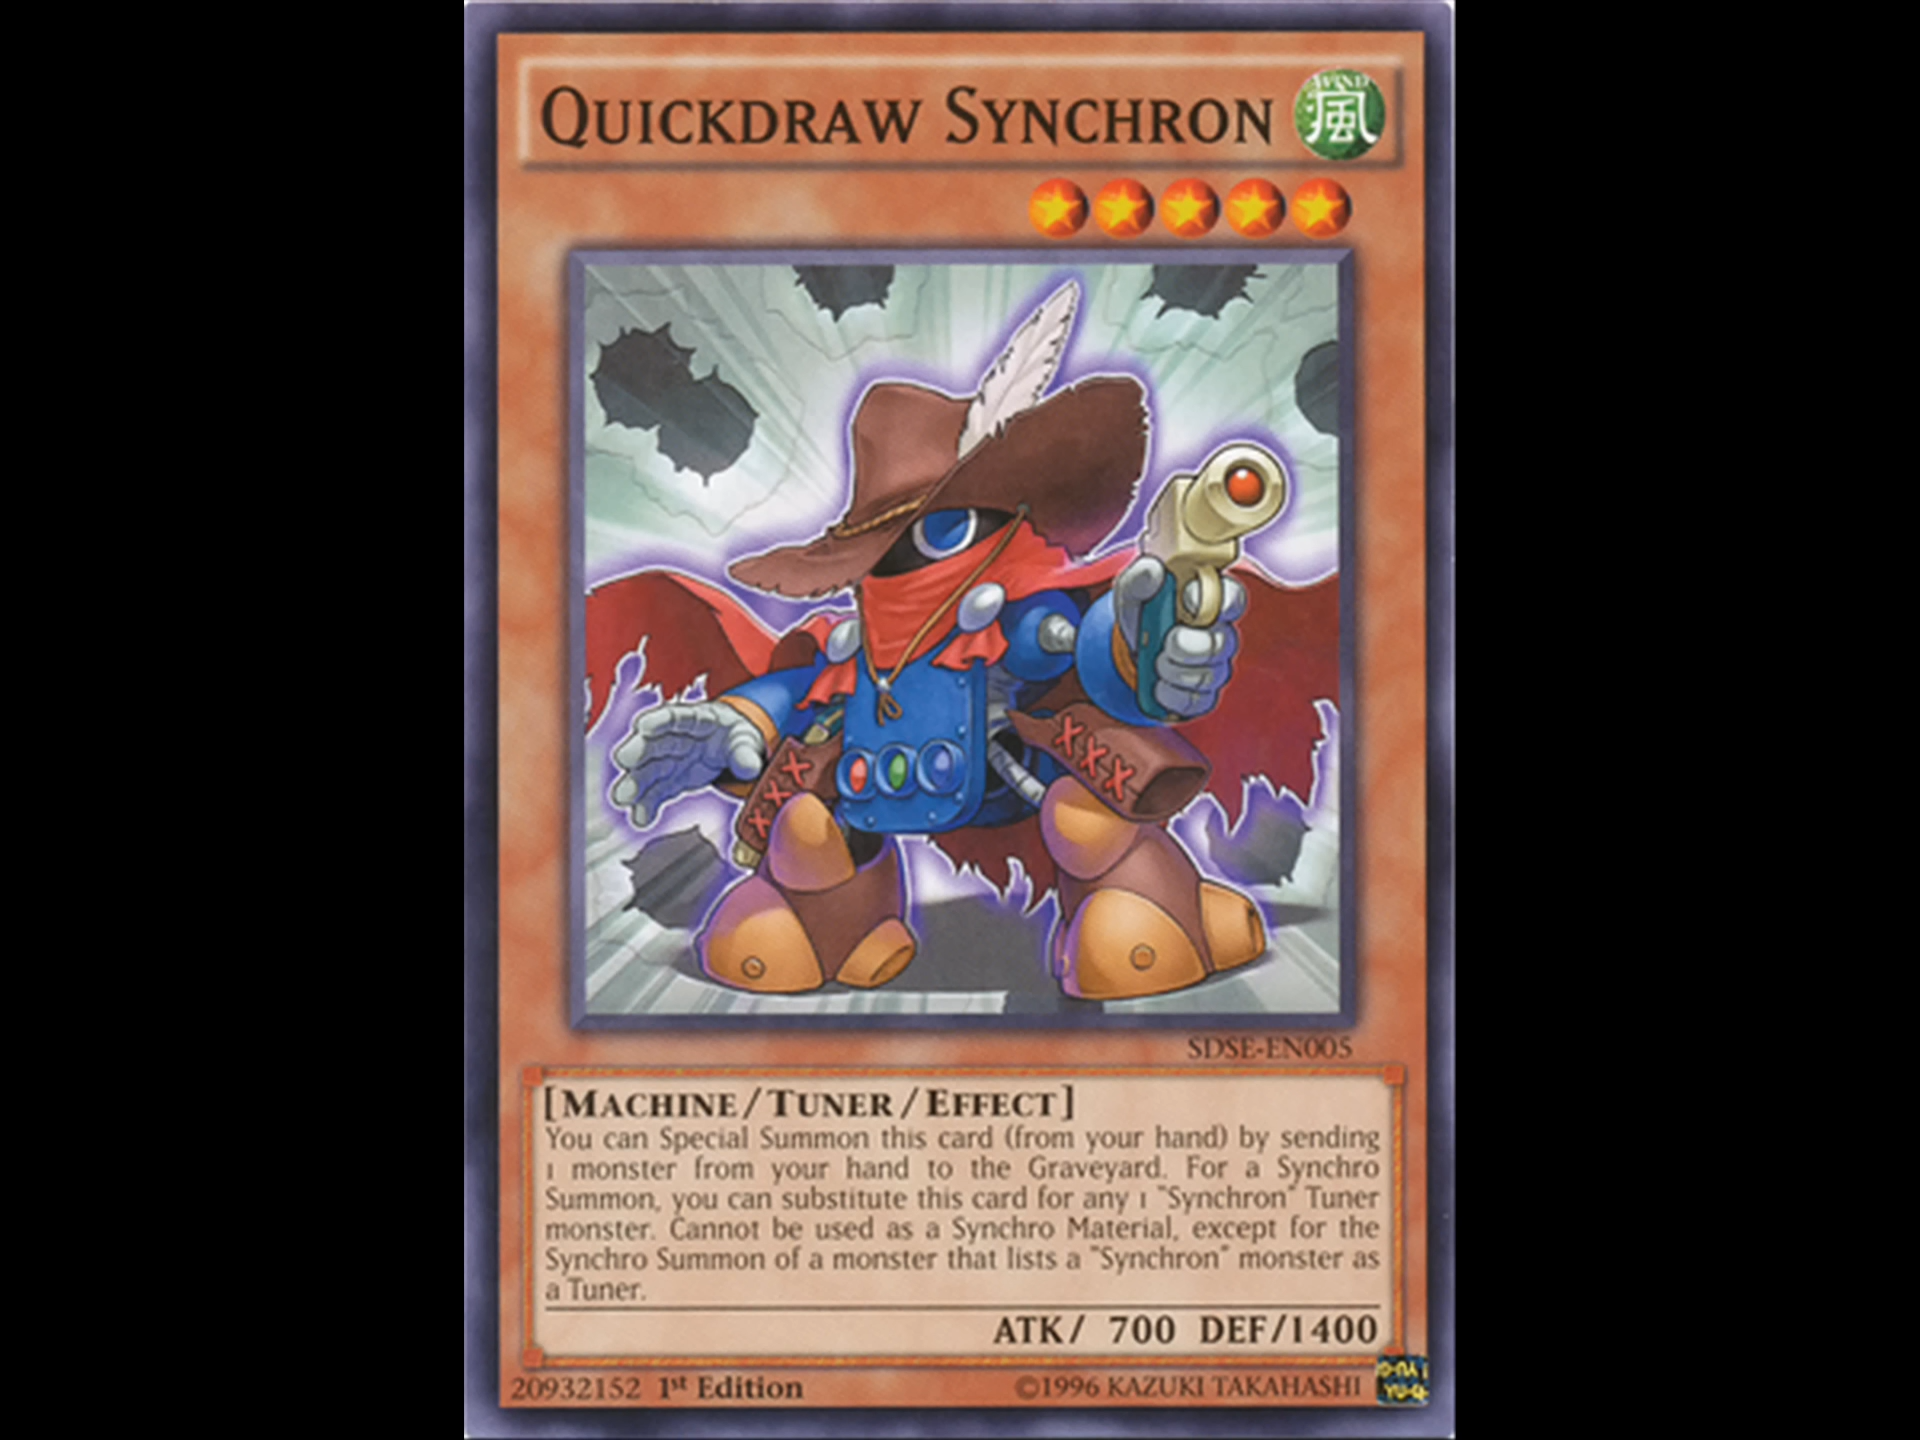 QUICKDRAW SYNCHRON
WIND
風
SDSE-EN005
[MACHINE/TUNER/EFFECT]
You can Special Summon this card (from your hand) by sending
1 monster from your hand to the Graveyard. For a Synchro
Summon, you can substitute this card for any 1 "Synchron" Tuner
monster. Cannot be used as a Synchro Material, except for the
Synchro Summon of a monster that lists a "Synchron" monster as
a Tuner.
ATK/ 700 DEF/1400
20932152 1st Edition ©1996 KAZUKI TAKAHASHI